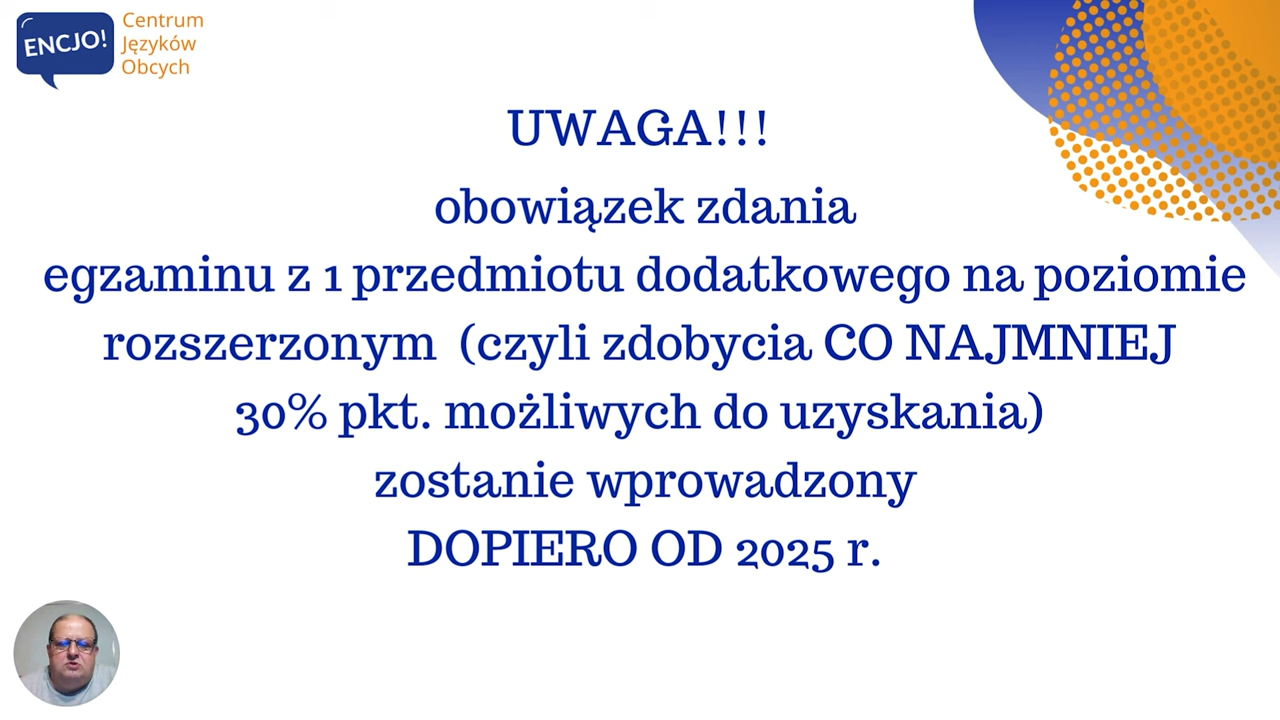 ENCJO!
Centrum
Języków
Obcych
UWAGA!!!
obowiązek zdania
egzaminu z 1 przedmiotu dodatkowego na poziomie
rozszerzonym (czyli zdobycia CO NAJMNIEJ
30% pkt. możliwych do uzyskania)
zostanie wprowadzony
DOPIERO OD 2025 r.